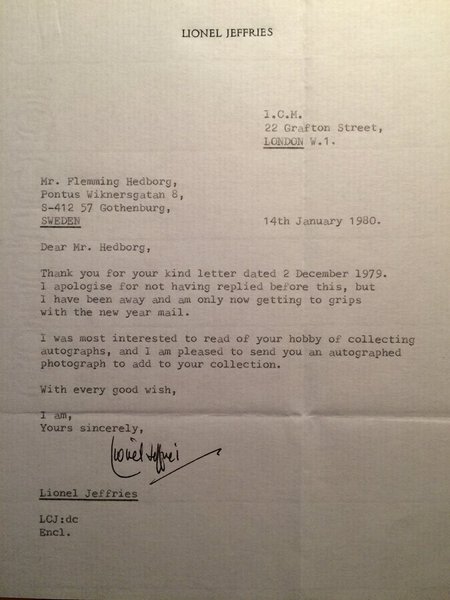 LIONEL JEFFRIES
I.C.M.
22 Grafton Street,
LONDON W.1.
Mr. Flemming Hedborg,
Pontus Wiknersgatan 8,
S-412 57 Gothenburg,
SWEDEN
14th January 1980.
Dear Mr. Hedborg,
Thank you for your kind letter dated 2 December 1979.
I apologise for not having replied before this, but
I have been away and am only now getting to grips
with the new year mail.
I was most interested to read of your hobby of collecting
autographs, and I am pleased to send you an autographed
photograph to add to your collection.
With every good wish,
I am,
Yours sincerely,
Lionel Jeffries
Lionel Jeffries
LCJ:dc
Encl.